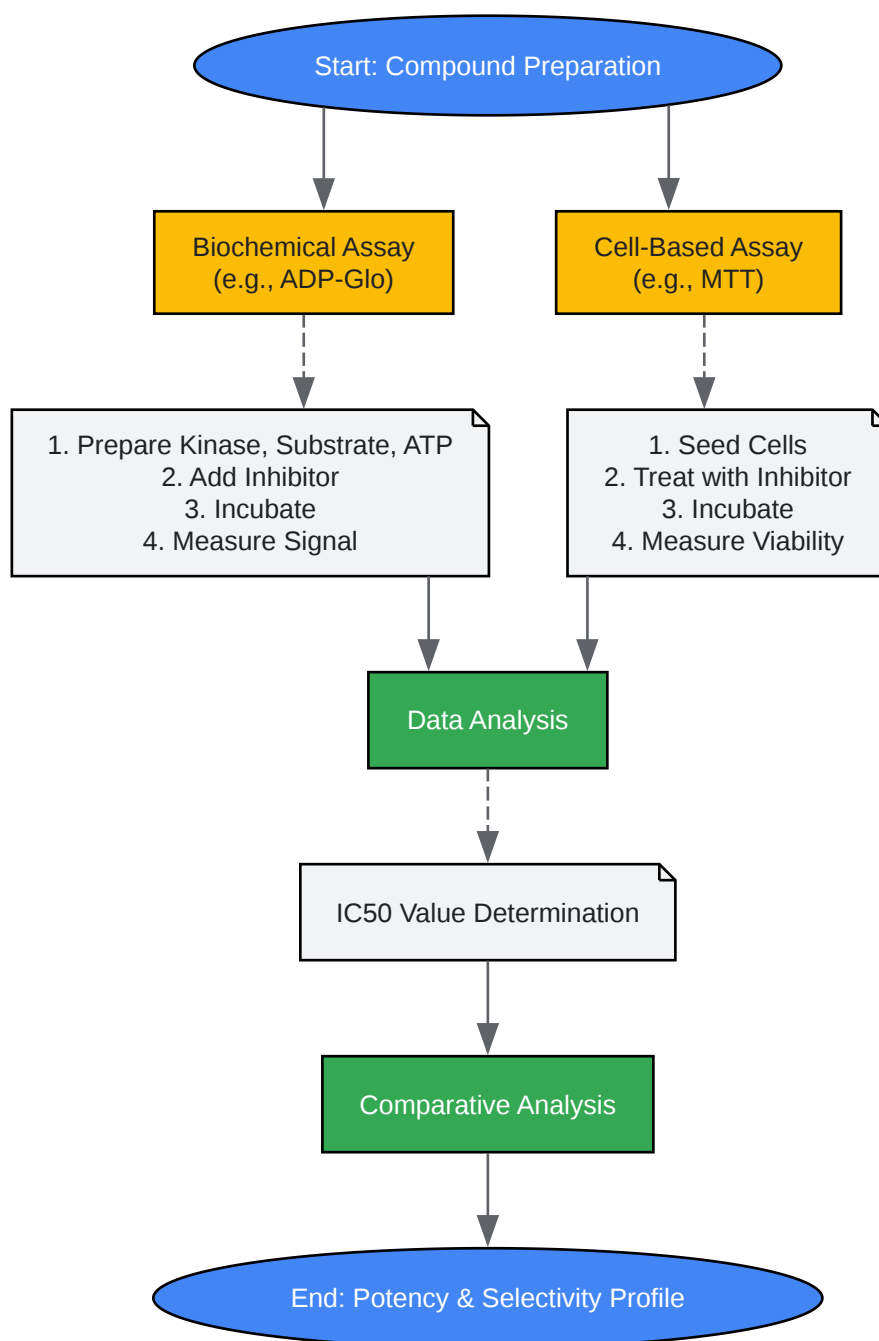 Start: Compound Preparation
Biochemical Assay
(e.g., ADP-Glo)
Cell-Based Assay
(e.g., MTT)
1. Prepare Kinase, Substrate, ATP
2. Add Inhibitor
3. Incubate
4. Measure Signal
1. Seed Cells
2. Treat with Inhibitor
3. Incubate
4. Measure Viability
Data Analysis
IC50 Value Determination
Comparative Analysis
End: Potency & Selectivity Profile